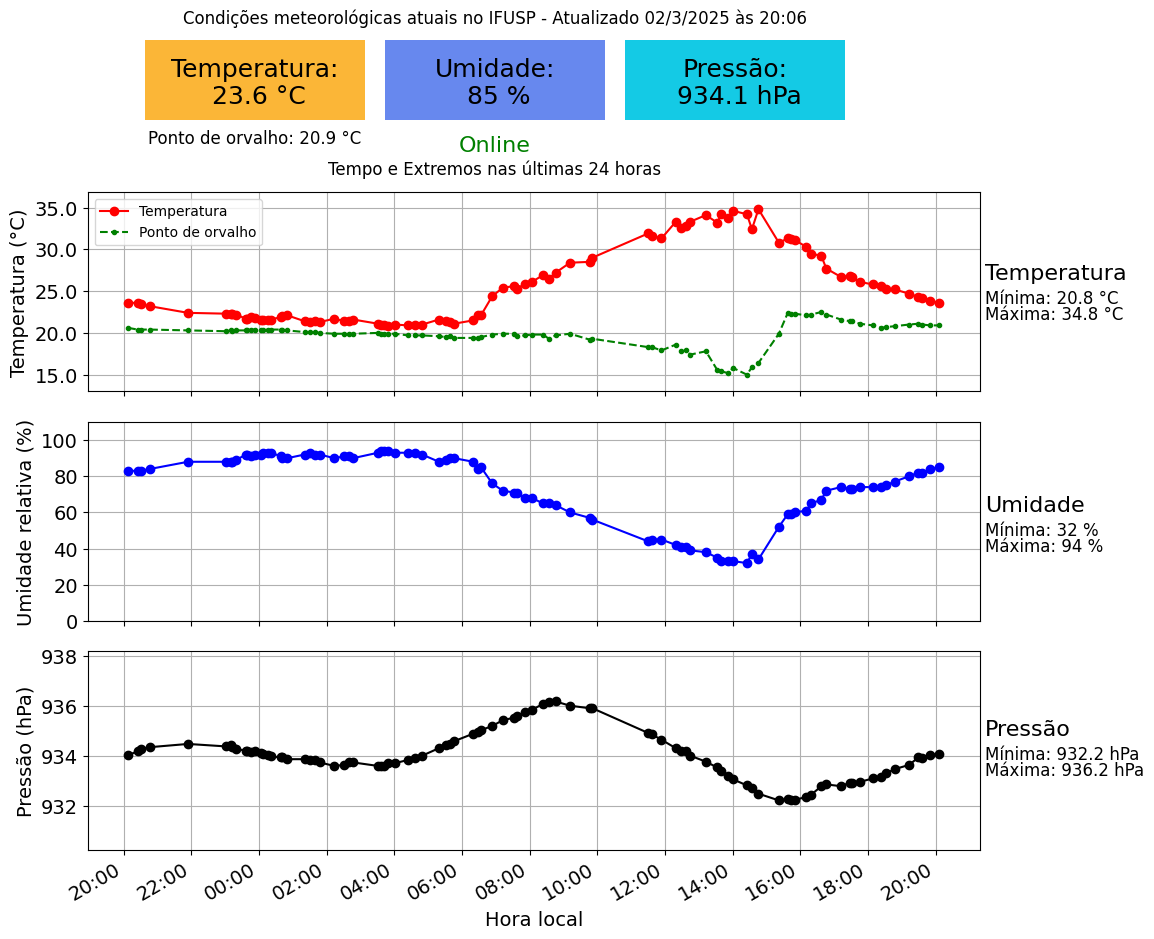 Condições meteorológicas atuais no IFUSP - Atualizado 02/3/2025 às 20:06
Temperatura:
23.6 °C
Umidade:
85 %
Pressão:
934.1 hPa
Ponto de orvalho: 20.9 °C
Online
Tempo e Extremos nas últimas 24 horas
Temperatura (°C)
35.0
30.0
25.0
20.0
15.0
Temperatura
Ponto de orvalho
Temperatura
Mínima: 20.8 °C
Máxima: 34.8 °C
Umidade relativa (%)
100
80
60
40
20
0
Umidade
Mínima: 32 %
Máxima: 94 %
Pressão (hPa)
938
936
934
932
Pressão
Mínima: 932.2 hPa
Máxima: 936.2 hPa
20:00 22:00 00:00 02:00 04:00 06:00 08:00 10:00 12:00 14:00 16:00 18:00 20:00
Hora local